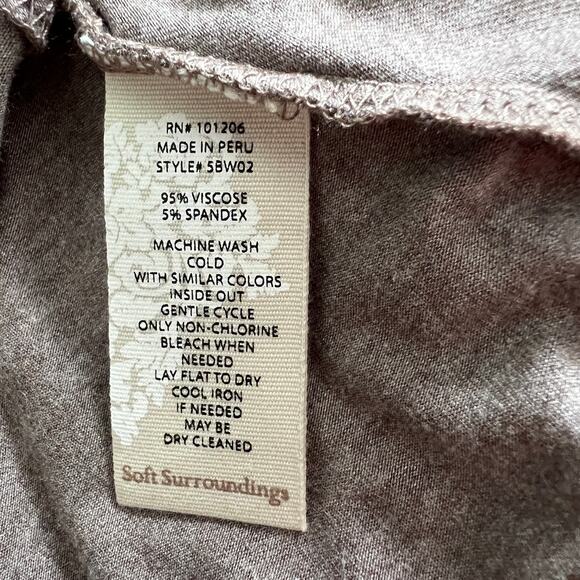 RN# 101206
MADE IN PERU
STYLE# 5BW02
95% VISCOSE
5% SPANDEX
MACHINE WASH
COLD
WITH SIMILAR COLORS
INSIDE OUT
GENTLE CYCLE
ONLY NON-CHLORINE
BLEACH WHEN
NEEDED
LAY FLAT TO DRY
COOL IRON
IF NEEDED
MAY BE
DRY CLEANED
Soft Surroundings